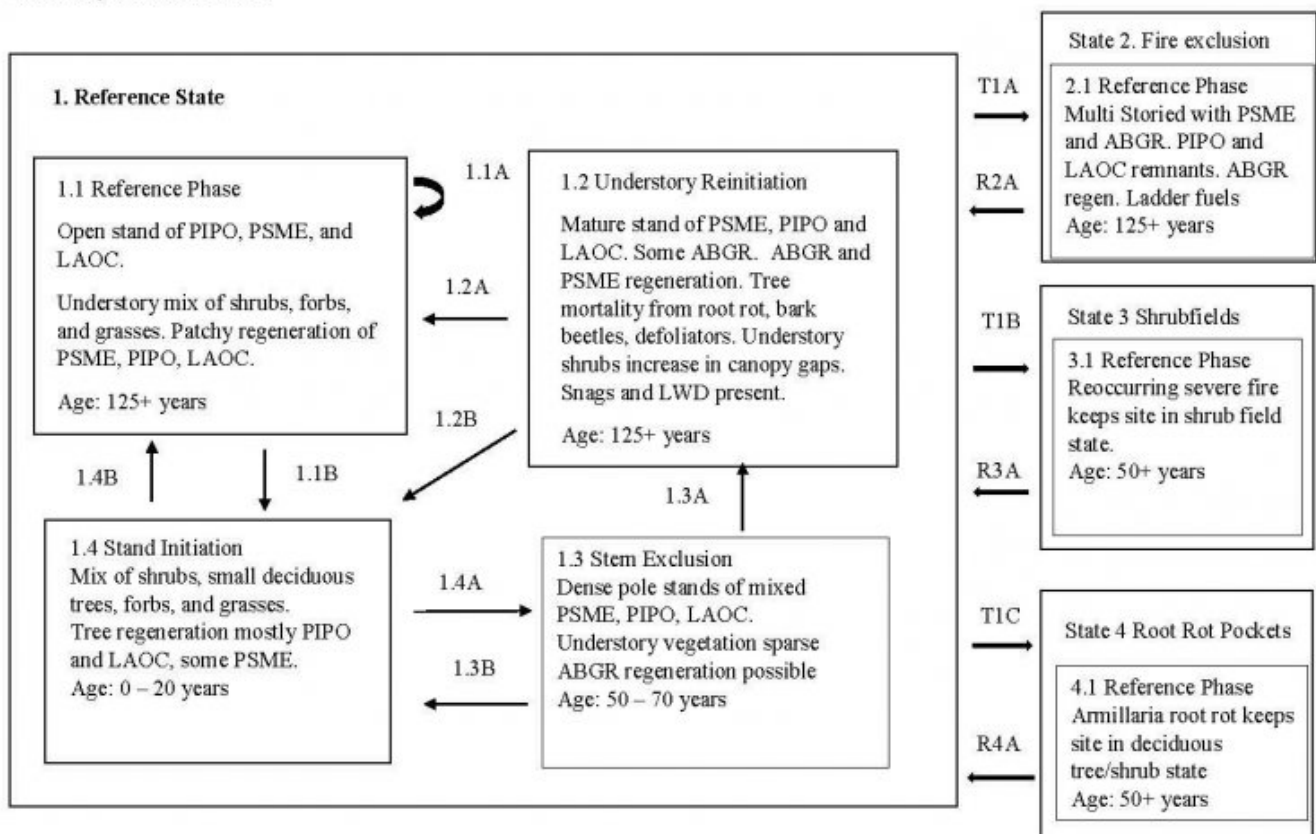 1. Reference State
1.1 Reference Phase
Open stand of PIPO, PSME, and
LAOC.
Understory mix of shrubs, forbs,
and grasses. Patchy regeneration of
PSME, PIPO, LAOC.
Age: 125+ years
1.1A
1.2A
1.2B
1.2 Understory Reinitiation
Mature stand of PSME, PIPO and
LAOC. Some ABGR. ABGR and
PSME regeneration. Tree
mortality from root rot, bark
beetles, defoliators. Understory
shrubs increase in canopy gaps.
Snags and LWD present.
Age: 125+ years
1.4B
1.1B
1.3A
1.4 Stand Initiation
Mix of shrubs, small deciduous
trees, forbs, and grasses.
Tree regeneration mostly PIPO
and LAOC, some PSME.
Age: 0 – 20 years
1.4A
1.3B
1.3 Stem Exclusion
Dense pole stands of mixed
PSME, PIPO, LAOC.
Understory vegetation sparse
ABGR regeneration possible
Age: 50 – 70 years
T1A
R2A
State 2. Fire exclusion
2.1 Reference Phase
Multi Storied with PSME
and ABGR. PIPO and
LAOC remnants. ABGR
regen. Ladder fuels
Age: 125+ years
T1B
R3A
State 3 Shrubfields
3.1 Reference Phase
Reoccurring severe fire
keeps site in shrub field
state.
Age: 50+ years
T1C
R4A
State 4 Root Rot Pockets
4.1 Reference Phase
Armillaria root rot keeps
site in deciduous
tree/shrub state
Age: 50+ years